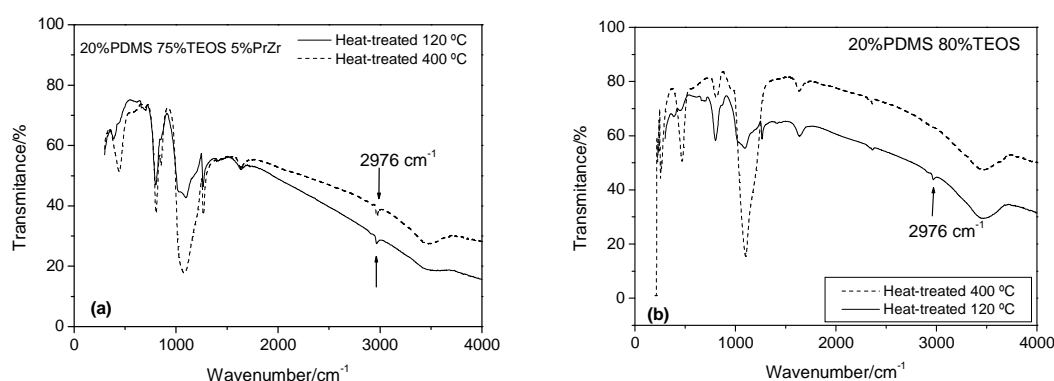 20%PDMS 75%TEOS 5%PrZr
Heat-treated 120 ºC
Heat-treated 400 ºC
2976 cm-1
(a)
Transmitance/%
100
80
60
40
20
0
0 1000 2000 3000 4000
Wavenumber/cm-1
20%PDMS 80%TEOS
2976 cm-1
Heat-treated 400 ºC
Heat-treated 120 ºC
(b)
Transmitance/%
100
80
60
40
20
0
0 500 1000 2000 3000 4000
Wavenumber/cm-1